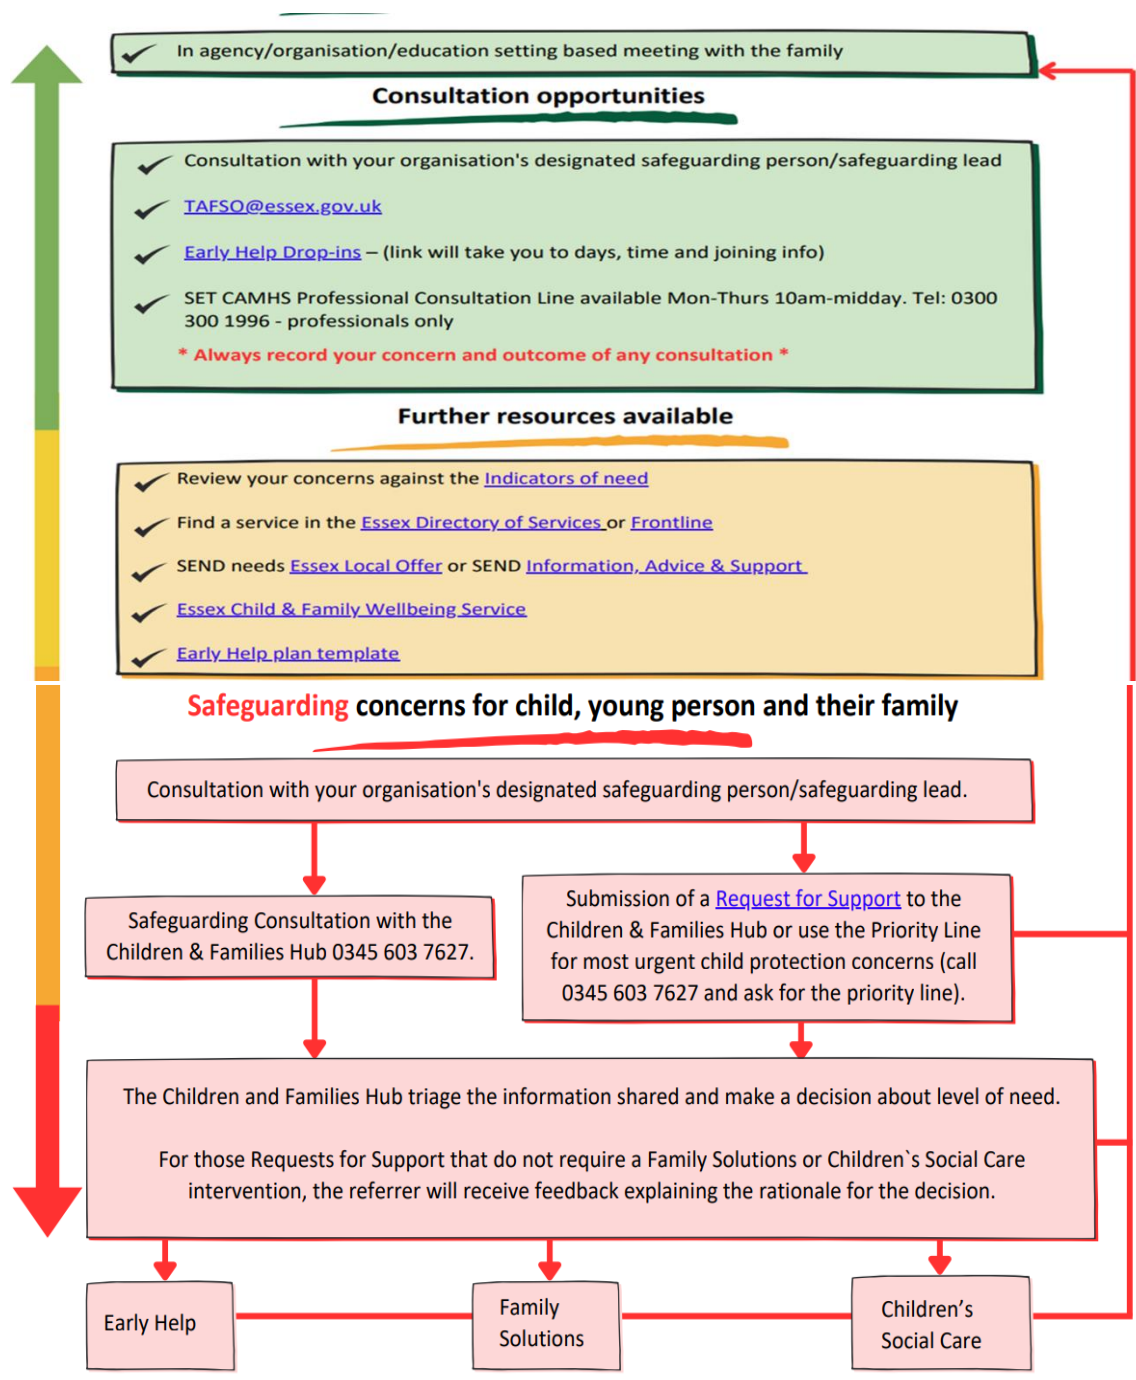 In agency/organisation/education setting based meeting with the family
Consultation opportunities
Consultation with your organisation's designated safeguarding person/safeguarding lead
TAFSO@essex.gov.uk
Early Help Drop-ins – (link will take you to days, time and joining info)
SET CAMHS Professional Consultation Line available Mon-Thurs 10am-midday. Tel: 0300
300 1996 - professionals only
* Always record your concern and outcome of any consultation *
Further resources available
Review your concerns against the Indicators of need
Find a service in the Essex Directory of Services or Frontline
SEND needs Essex Local Offer or SEND Information, Advice & Support
Essex Child & Family Wellbeing Service
Early Help plan template
Safeguarding concerns for child, young person and their family
Consultation with your organisation's designated safeguarding person/safeguarding lead.
Safeguarding Consultation with the
Children & Families Hub 0345 603 7627.
Submission of a Request for Support to the
Children & Families Hub or use the Priority Line
for most urgent child protection concerns (call
0345 603 7627 and ask for the priority line).
The Children and Families Hub triage the information shared and make a decision about level of need.
For those Requests for Support that do not require a Family Solutions or Children`s Social Care
intervention, the referrer will receive feedback explaining the rationale for the decision.
Early Help
Family
Solutions
Children’s
Social Care